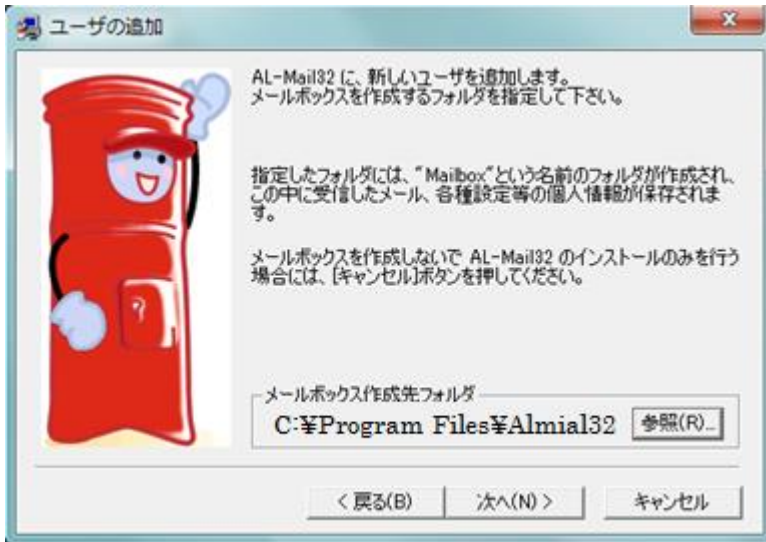 ユーザの追加
AL-Mail32 に、新しいユーザを追加します。
メールボックスを作成するフォルダを指定して下さい。
指定したフォルダには、"Mailbox"という名前のフォルダが作成され、
この中に受信したメール、各種設定等の個人情報が保存されま
す。
メールボックスを作成しないで AL-Mail32 のインストールのみを行う
場合には、[キャンセル]ボタンを押してください。
メールボックス作成先フォルダ
C:¥Program Files¥Almial32 参照(R)...
< 戻る(B) 次へ(N) > キャンセル